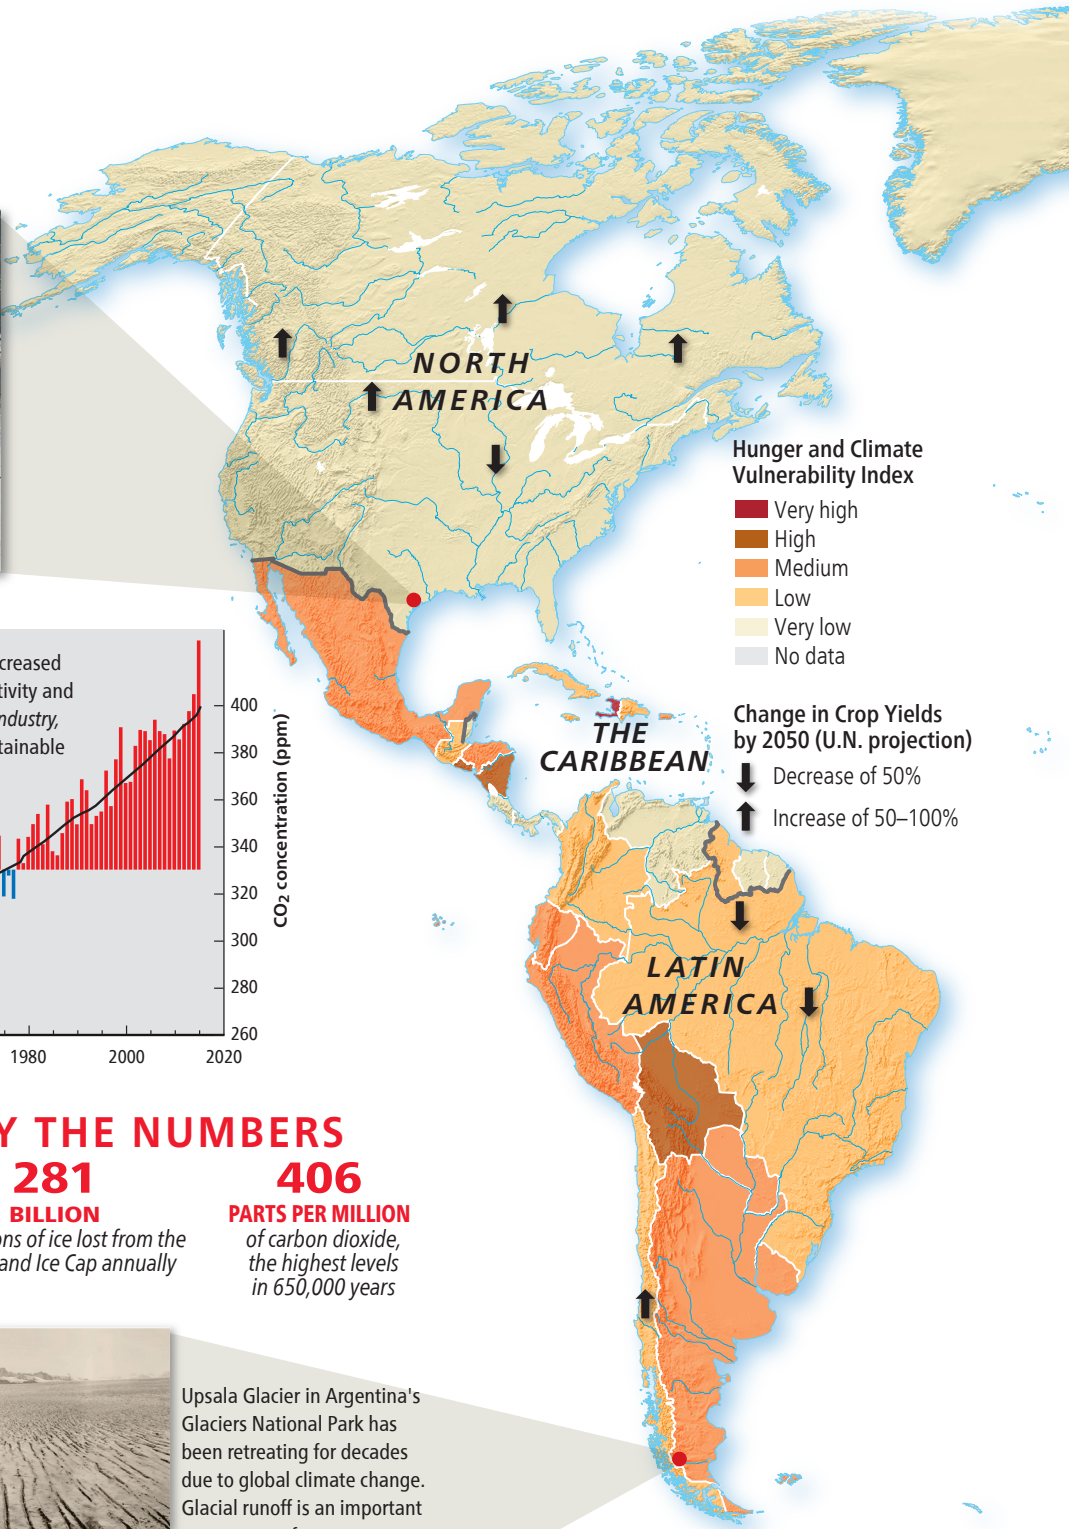 NORTH
AMERICA
Hunger and Climate
Vulnerability Index
Very high
High
Medium
Low
Very low
No data
Change in Crop Yields
by 2050 (U.N. projection)
Decrease of 50%
Increase of 50–100%
THE
CARIBBEAN
LATIN
AMERICA
creased
tivity and
ndustry,
tainable
400
380
360
340
320
300
280
260
CO2 concentration (ppm)
1980
2000
2020
Y THE NUMBERS
281
BILLION
ons of ice lost from the
and Ice Cap annually
406
PARTS PER MILLION
of carbon dioxide,
the highest levels
in 650,000 years
Upsala Glacier in Argentina's
Glaciers National Park has
been retreating for decades
due to global climate change.
Glacial runoff is an important